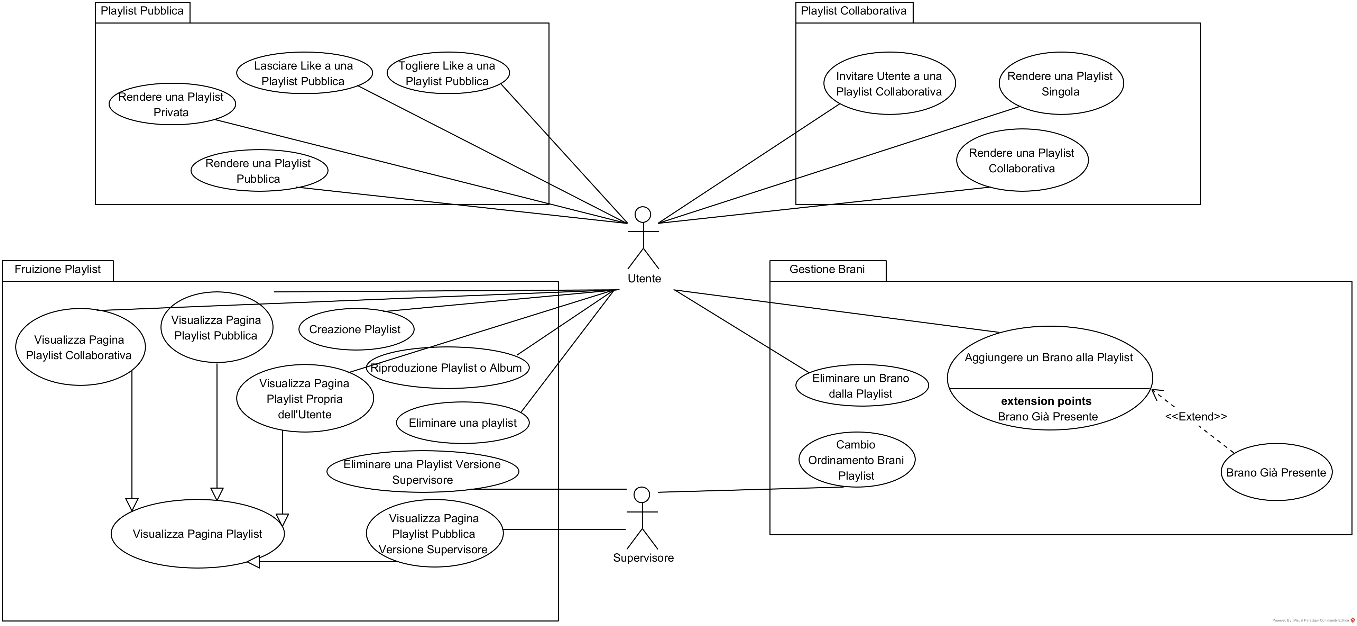 Playlist Pubblica
Lasciare Like a una
Playlist Pubblica
Togliere Like a una
Playlist Pubblica
Rendere una Playlist
Privata
Rendere una Playlist
Pubblica
Playlist Collaborativa
Invitare Utente a una
Playlist Collaborativa
Rendere una Playlist
Singola
Rendere una Playlist
Collaborativa
Utente
Fruizione Playlist
Visualizza Pagina
Playlist Collaborativa
Visualizza Pagina
Playlist Pubblica
Creazione Playlist
Riproduzione Playlist o Album
Visualizza Pagina
Playlist Propria
dell'Utente
Eliminare una playlist
Eliminare una Playlist Versione
Supervisore
Visualizza Pagina Playlist
Visualizza Pagina
Playlist Pubblica
Versione Supervisore
Supervisore
Gestione Brani
Aggiungere un Brano alla Playlist
extension points
Brano Già Presente
<<Extend>>
Eliminare un Brano
dalla Playlist
Cambio
Ordinamento Brani
Playlist
Brano Già Presente